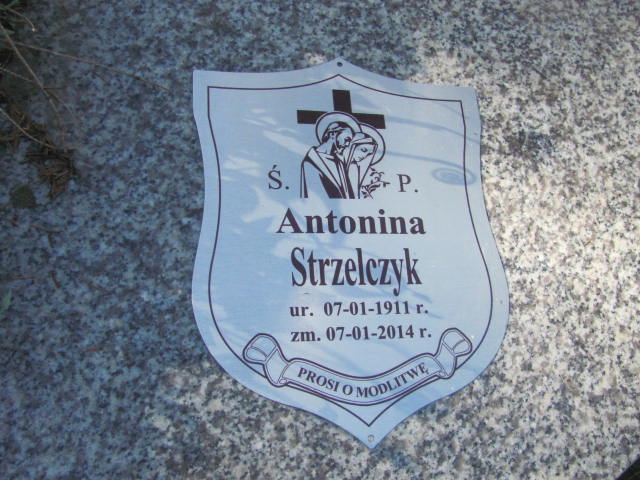 Ś. P.
Antonina
Strzelczyk
ur. 07-01-1911 r.
zm. 07-01-2014 r.
PROSI O MODLITWĘ